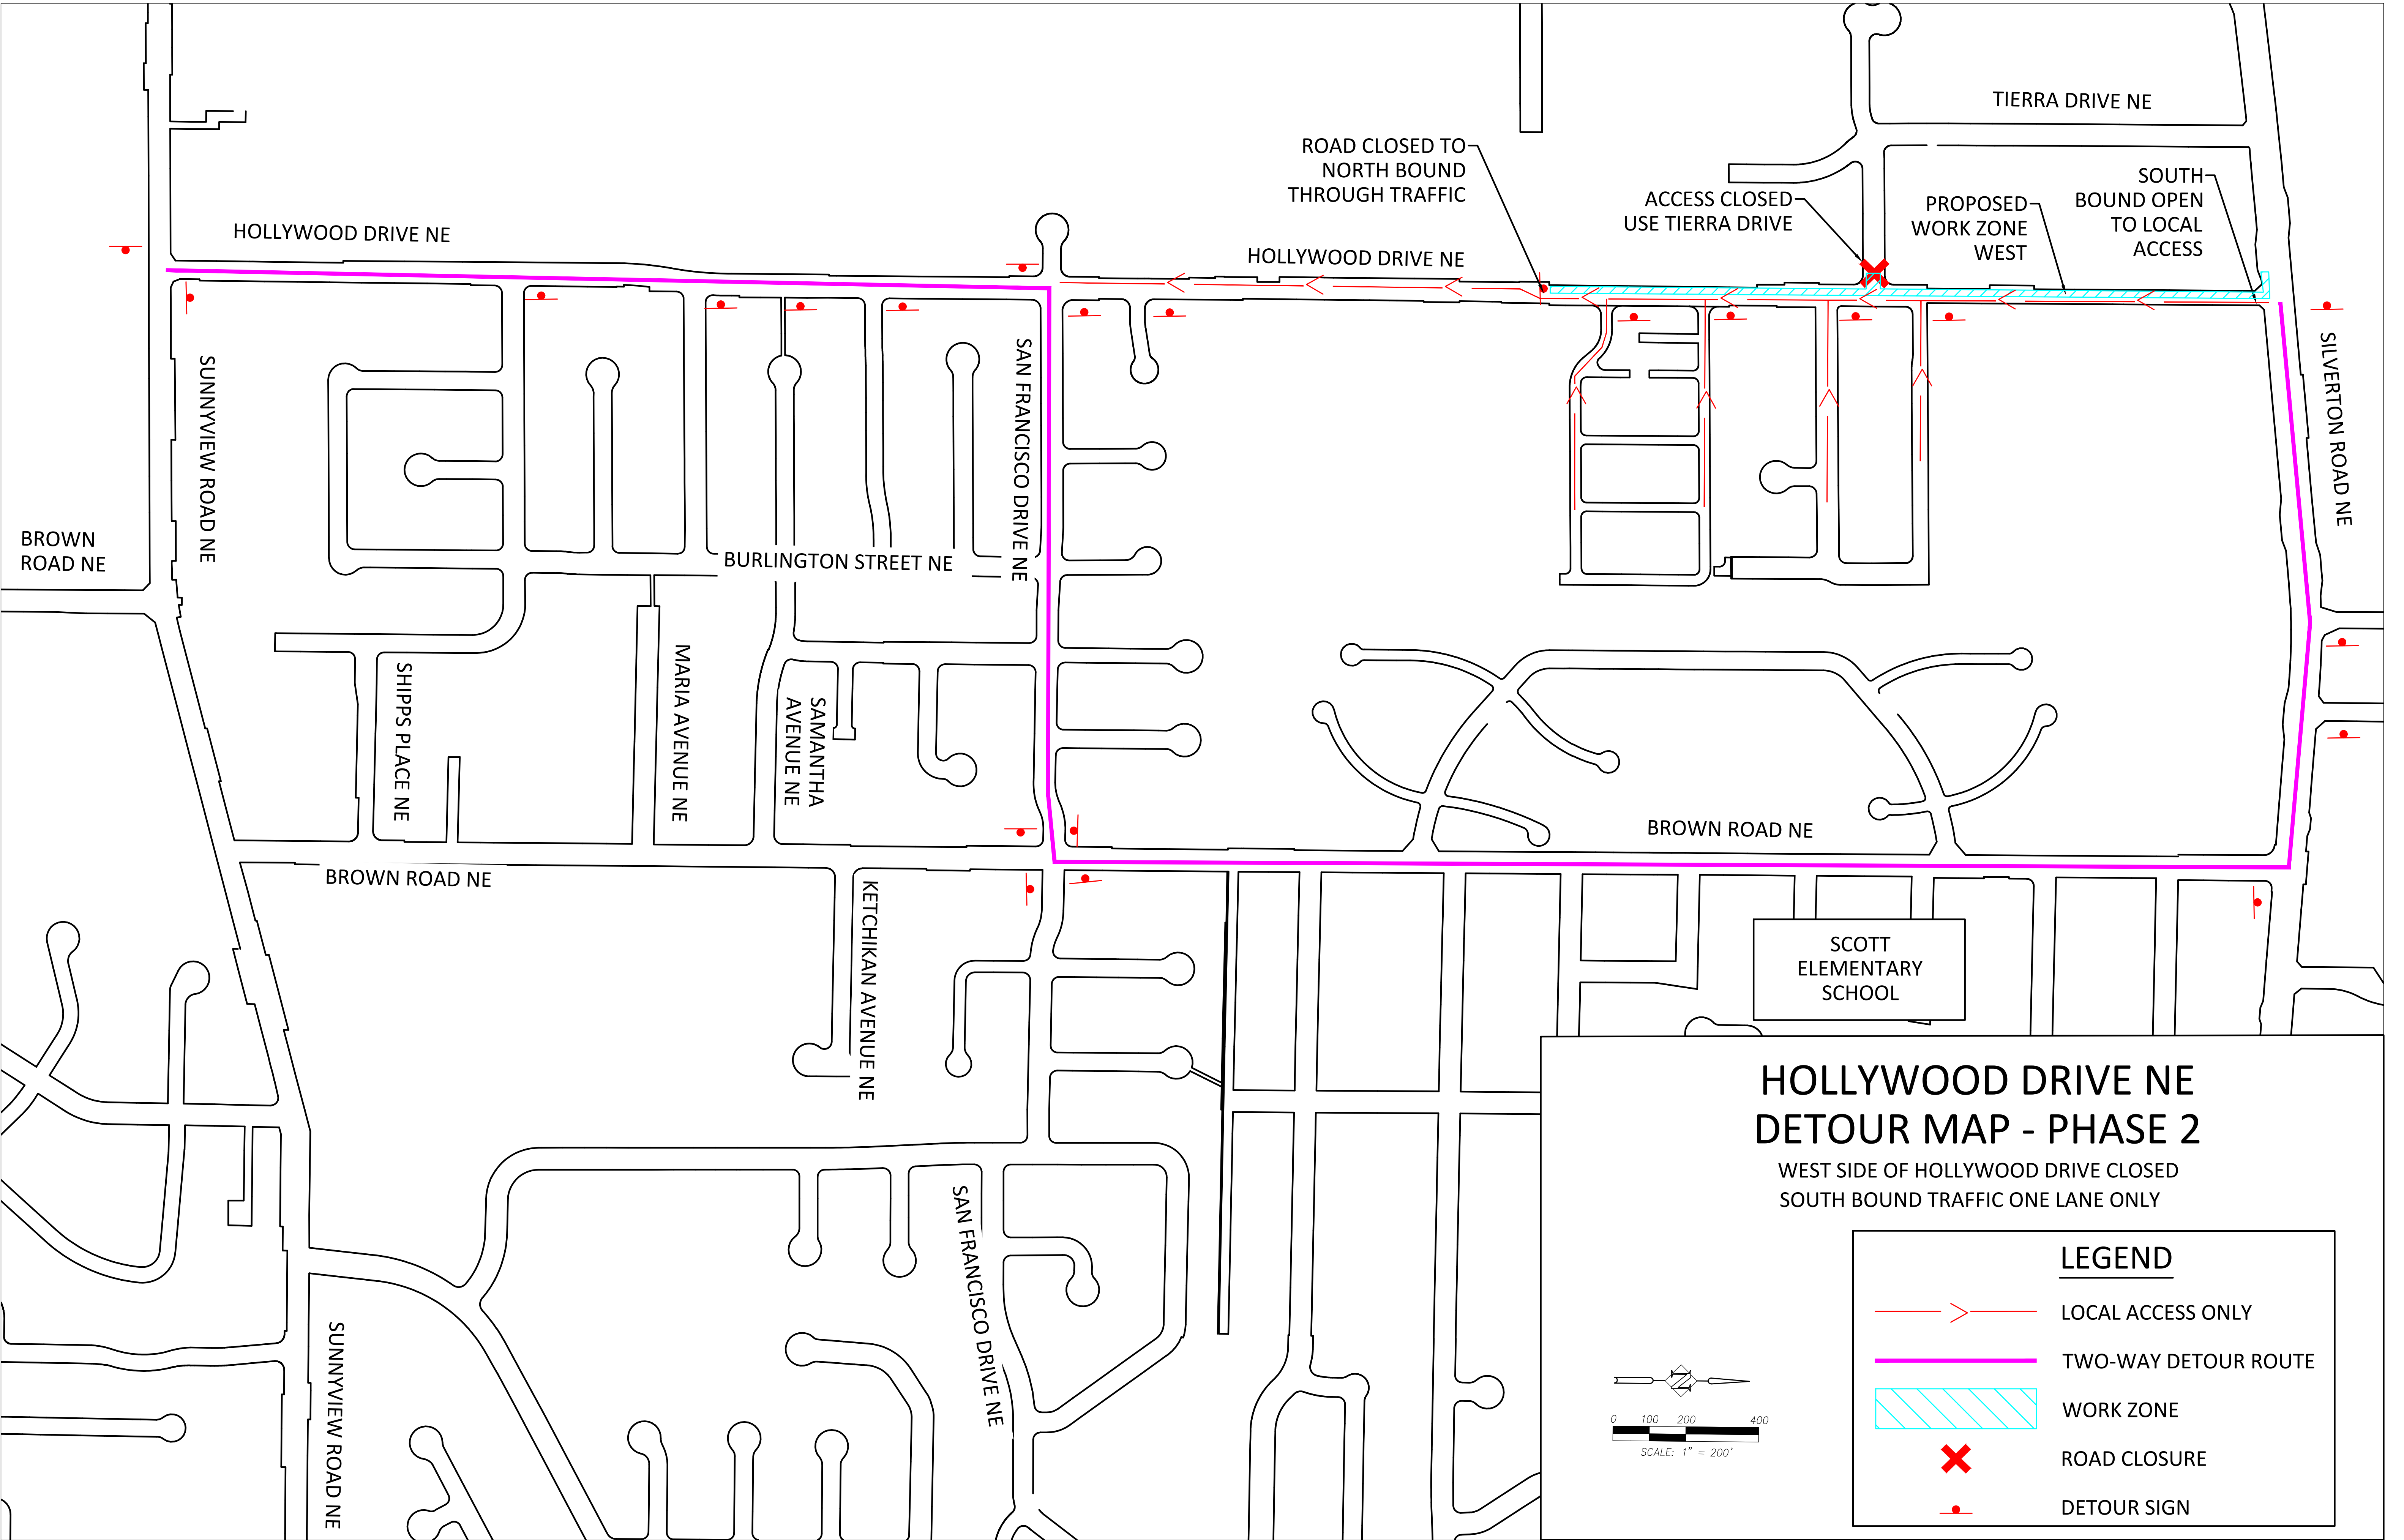 TIERRA DRIVE NE
ROAD CLOSED TO
NORTH BOUND
THROUGH TRAFFIC
ACCESS CLOSED
USE TIERRA DRIVE
PROPOSED
WORK ZONE
WEST
SOUTH
BOUND OPEN
TO LOCAL
ACCESS
HOLLYWOOD DRIVE NE
HOLLYWOOD DRIVE NE
SUNNYVIEW ROAD NE
SAN FRANCISCO DRIVE NE
SILVERTON ROAD NE
BROWN
ROAD NE
BURLINGTON STREET NE
SHIPPS PLACE NE
MARIA AVENUE NE
SAMANTHA
AVENUE NE
BROWN ROAD NE
BROWN ROAD NE
KETCHIKAN AVENUE NE
SCOTT
ELEMENTARY
SCHOOL
SAN FRANCISCO DRIVE NE
SUNNYVIEW ROAD NE
HOLLYWOOD DRIVE NE
DETOUR MAP - PHASE 2
WEST SIDE OF HOLLYWOOD DRIVE CLOSED
SOUTH BOUND TRAFFIC ONE LANE ONLY
LEGEND
LOCAL ACCESS ONLY
TWO-WAY DETOUR ROUTE
WORK ZONE
ROAD CLOSURE
DETOUR SIGN
N
0 100 200 400
SCALE: 1" = 200'